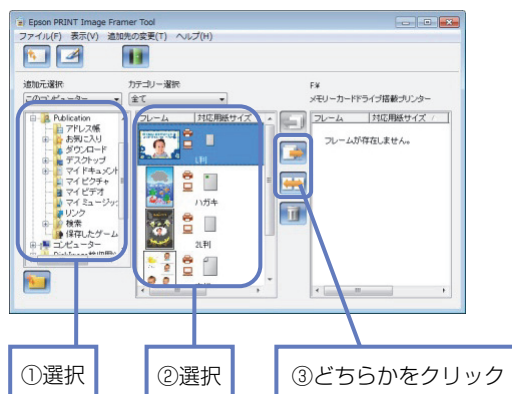 Epson PRINT Image Framer Tool
ファイル(F) 表示(V) 追加先の変更(T) ヘルプ(H)
追加元選択
カテゴリー選択
F¥
このコンピューター
全て
メモリーカードドライブ搭載プリンター
Publication
アドレス帳
お気に入り
ダウンロード
デスクトップ
マイドキュメント
マイピクチャ
マイビデオ
マイミュージッ
リンク
検索
保存したゲーム
コンピューター
フレーム 対応用紙サイズ
L判
ハガキ
2L判
フレーム 対応用紙サイズ
フレームが存在しません。
①選択
②選択
③どちらかをクリック